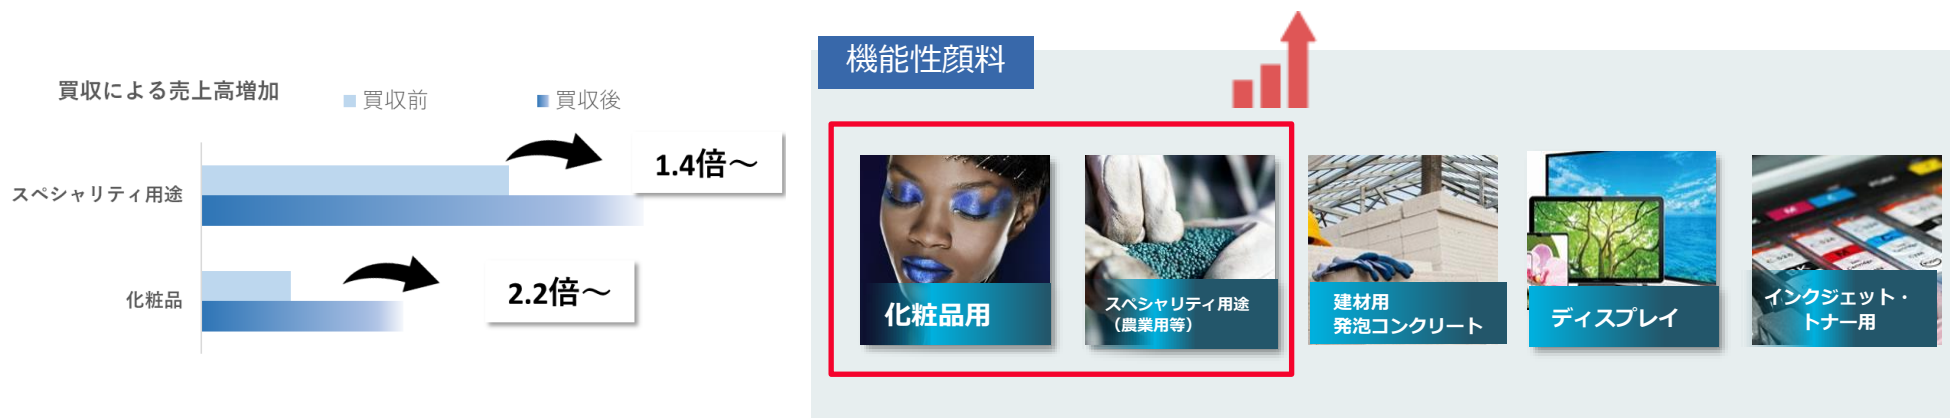 買収による売上高増加
買収前
買収後
スペシャリティ用途
1.4倍～
化粧品
2.2倍～
機能性顔料
化粧品用
スペシャリティ用途
（農業用等）
建材用
発泡コンクリート
ディスプレイ
インクジェット・
トナー用